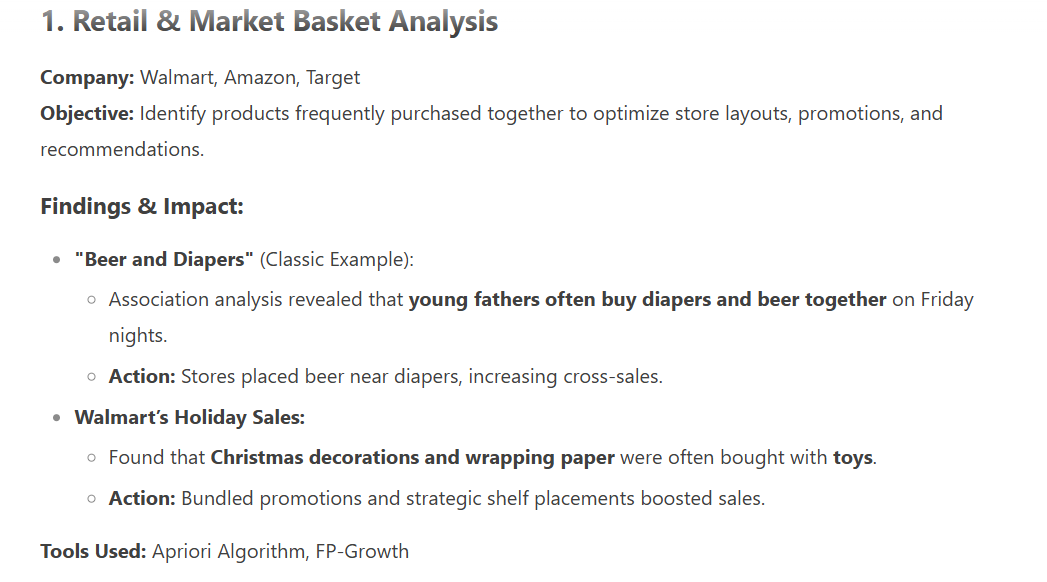 1. Retail & Market Basket Analysis
Company: Walmart, Amazon, Target
Objective: Identify products frequently purchased together to optimize store layouts, promotions, and
recommendations.
Findings & Impact:
"Beer and Diapers" (Classic Example):
Association analysis revealed that young fathers often buy diapers and beer together on Friday
nights.
Action: Stores placed beer near diapers, increasing cross-sales.
Walmart’s Holiday Sales:
Found that Christmas decorations and wrapping paper were often bought with toys.
Action: Bundled promotions and strategic shelf placements boosted sales.
Tools Used: Apriori Algorithm, FP-Growth